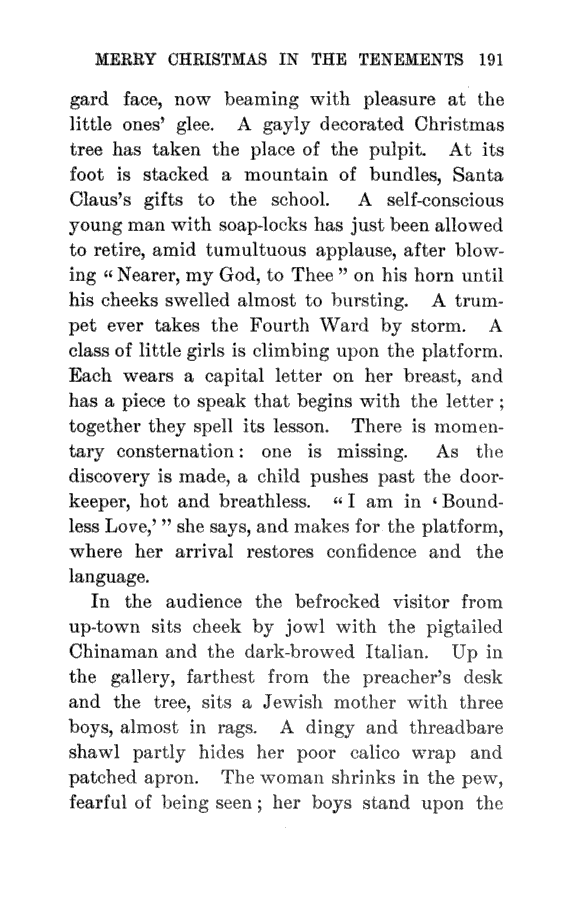 MERRY CHRISTMAS IN THE TENEMENTS 191
gard face, now beaming with pleasure at the
little ones' glee. A gayly decorated Christmas
tree has taken the place of the pulpit. At its
foot is stacked a mountain of bundles, Santa
Claus's gifts to the school. A self-conscious
young man with soap-locks has just been allowed
to retire, amid tumultuous applause, after blow-
ing “Nearer, my God, to Thee” on his horn until
his cheeks swelled almost to bursting. A trum-
pet ever takes the Fourth Ward by storm. A
class of little girls is climbing upon the platform.
Each wears a capital letter on her breast, and
has a piece to speak that begins with the letter;
together they spell its lesson. There is momen-
tary consternation: one is missing. As the
discovery is made, a child pushes past the door-
keeper, hot and breathless. “I am in ‘Bound-
less Love,’” she says, and makes for the platform,
where her arrival restores confidence and the
language.
In the audience the befrocked visitor from
up-town sits cheek by jowl with the pigtailed
Chinaman and the dark-browed Italian. Up in
the gallery, farthest from the preacher's desk
and the tree, sits a Jewish mother with three
boys, almost in rags. A dingy and threadbare
shawl partly hides her poor calico wrap and
patched apron. The woman shrinks in the pew,
fearful of being seen; her boys stand upon the